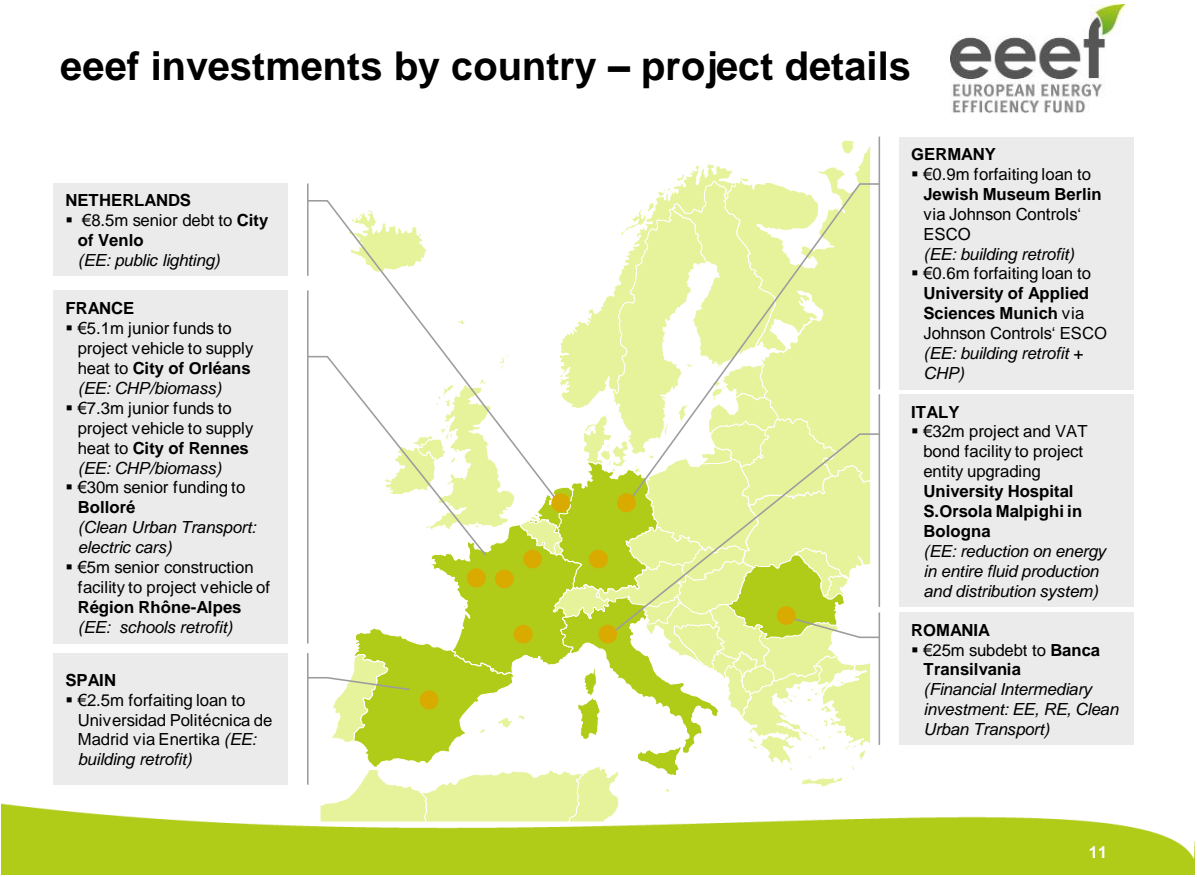 eeef investments by country – project details
eeef
EUROPEAN ENERGY
EFFICIENCY FUND
NETHERLANDS
▪ €8.5m senior debt to City
of Venlo
(EE: public lighting)
FRANCE
▪ €5.1m junior funds to
project vehicle to supply
heat to City of Orléans
(EE: CHP/biomass)
▪ €7.3m junior funds to
project vehicle to supply
heat to City of Rennes
(EE: CHP/biomass)
▪ €30m senior funding to
Bolloré
(Clean Urban Transport:
electric cars)
▪ €5m senior construction
facility to project vehicle of
Région Rhône-Alpes
(EE: schools retrofit)
SPAIN
▪ €2.5m forfaiting loan to
Universidad Politécnica de
Madrid via Enertika (EE:
building retrofit)
GERMANY
▪ €0.9m forfaiting loan to
Jewish Museum Berlin
via Johnson Controls‘
ESCO
(EE: building retrofit)
▪ €0.6m forfaiting loan to
University of Applied
Sciences Munich via
Johnson Controls‘ ESCO
(EE: building retrofit +
CHP)
ITALY
▪ €32m project and VAT
bond facility to project
entity upgrading
University Hospital
S.Orsola Malpighi in
Bologna
(EE: reduction on energy
in entire fluid production
and distribution system)
ROMANIA
▪ €25m subdebt to Banca
Transilvania
(Financial Intermediary
investment: EE, RE, Clean
Urban Transport)
11